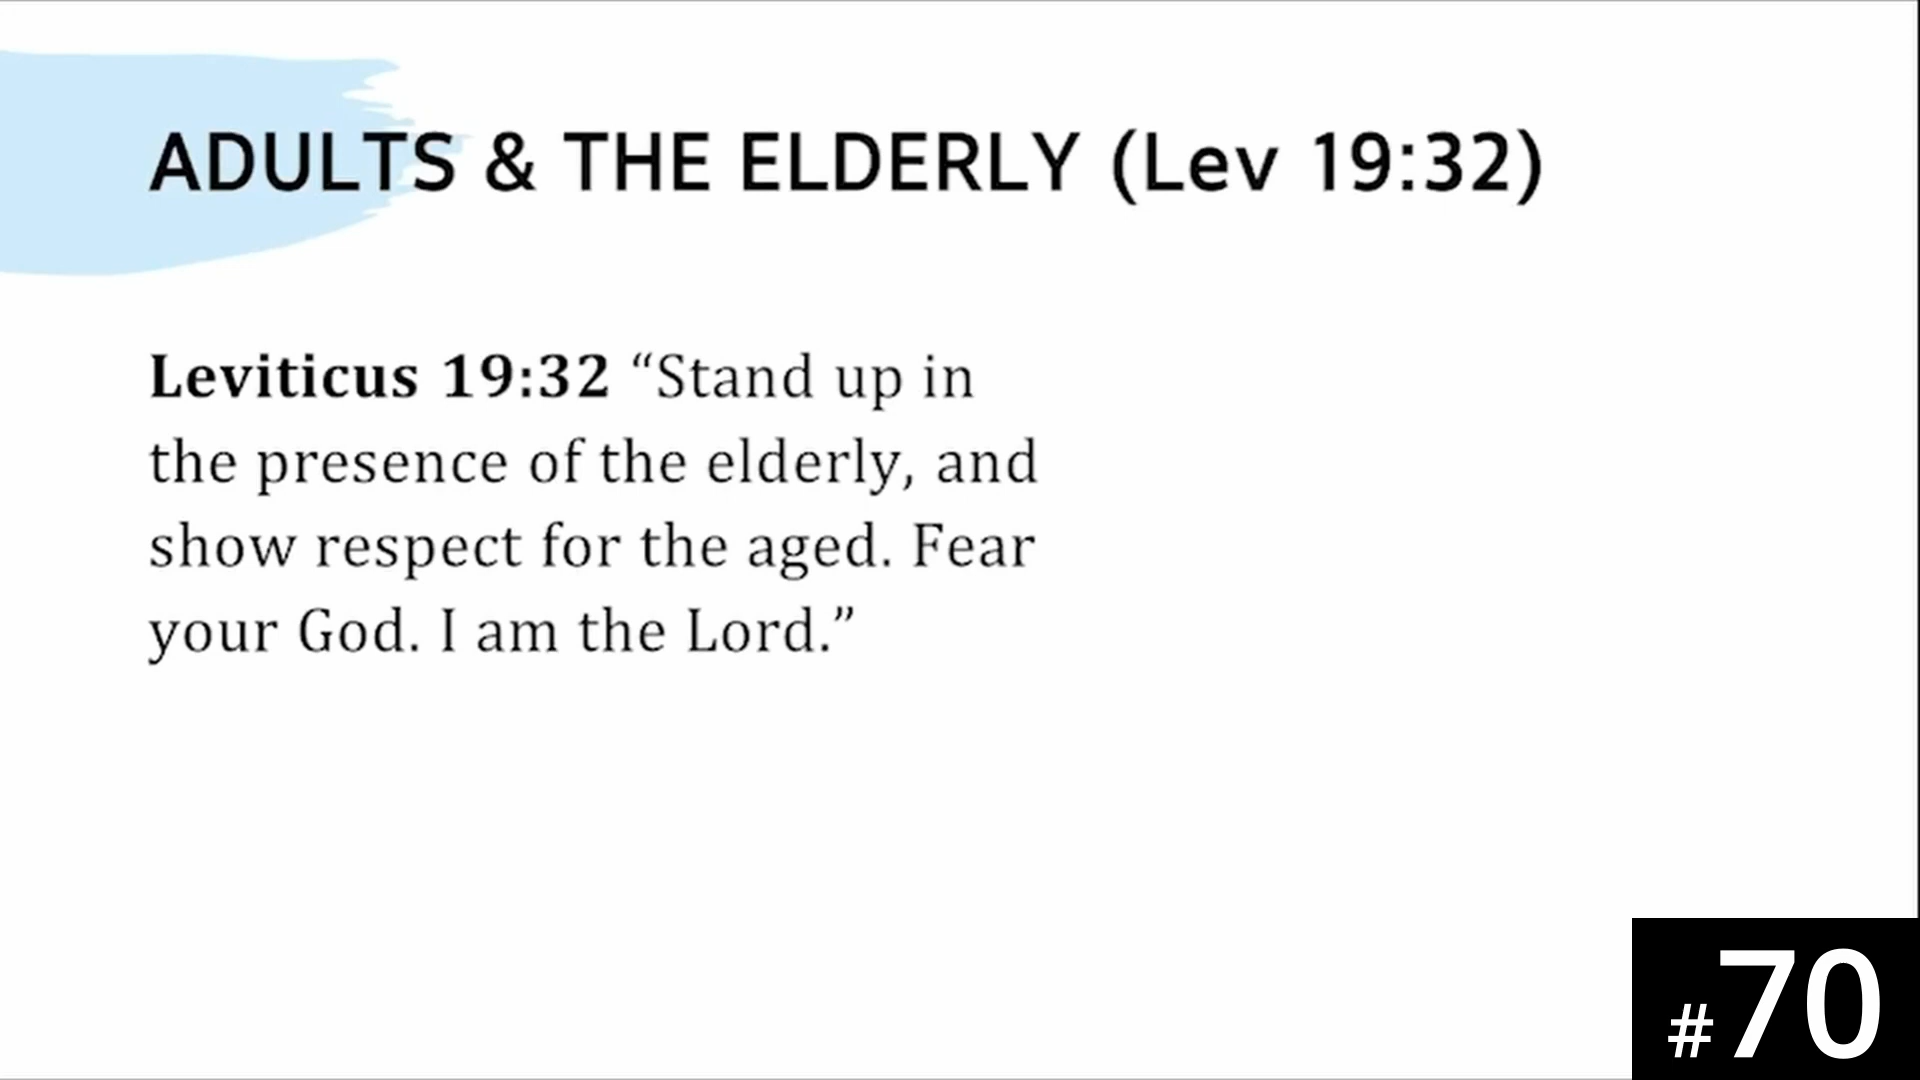 ADULTS & THE ELDERLY (Lev 19:32)
Leviticus 19:32 “Stand up in
the presence of the elderly, and
show respect for the aged. Fear
your God. I am the Lord.”
#70